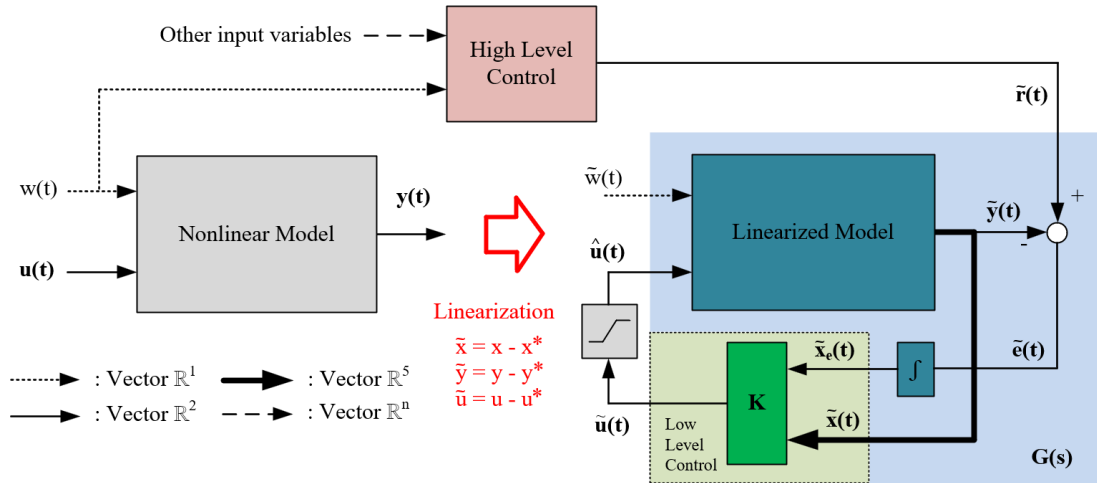 Other input variables
High Level
Control
r̃(t)
w(t)
u(t)
Nonlinear Model
y(t)
w̃(t)
û(t)
Linearized Model
ỹ(t)
+
-
Linearization
x̃ = x - x*
ỹ = y - y*
ũ = u - u*
x̃ₑ(t)
∫
ẽ(t)
K
ũ(t)
x̃(t)
Low
Level
Control
G(s)
: Vector ℝ¹
: Vector ℝ⁵
: Vector ℝ²
: Vector ℝⁿ